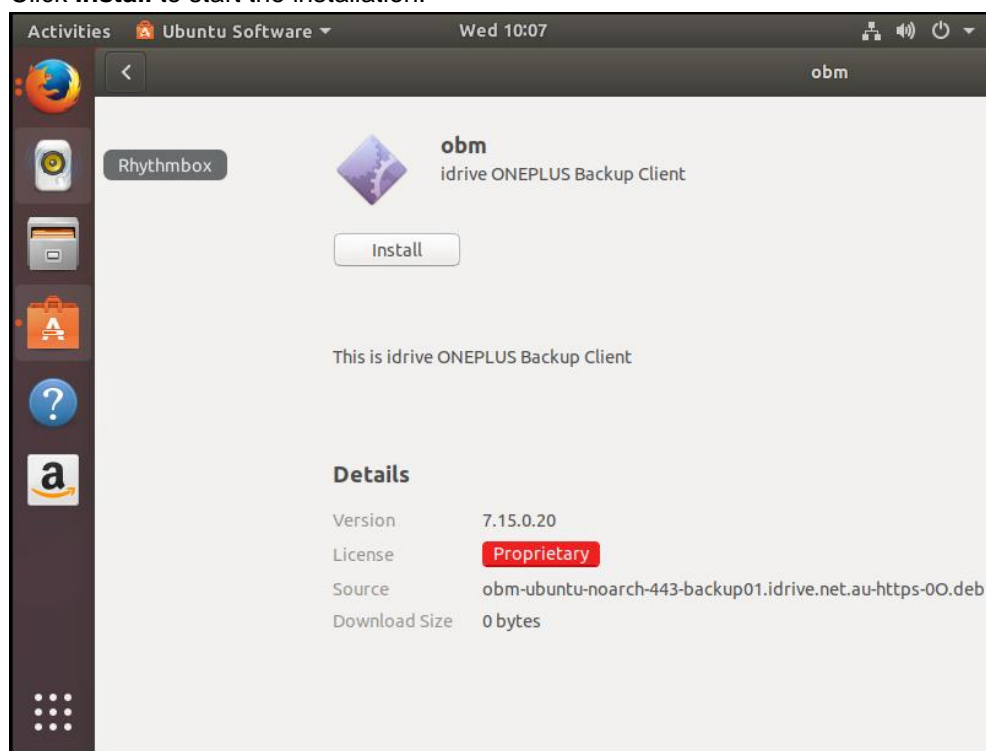 Click Install to start the installation.
Activities Ubuntu Software Wed 10:07
obm
Rhythmbox
obm
idrive ONEPLUS Backup Client
Install
This is idrive ONEPLUS Backup Client
Details
Version 7.15.0.20
License Proprietary
Source obm-ubuntu-noarch-443-backup01.idrive.net.au-https-0O.deb
Download Size 0 bytes